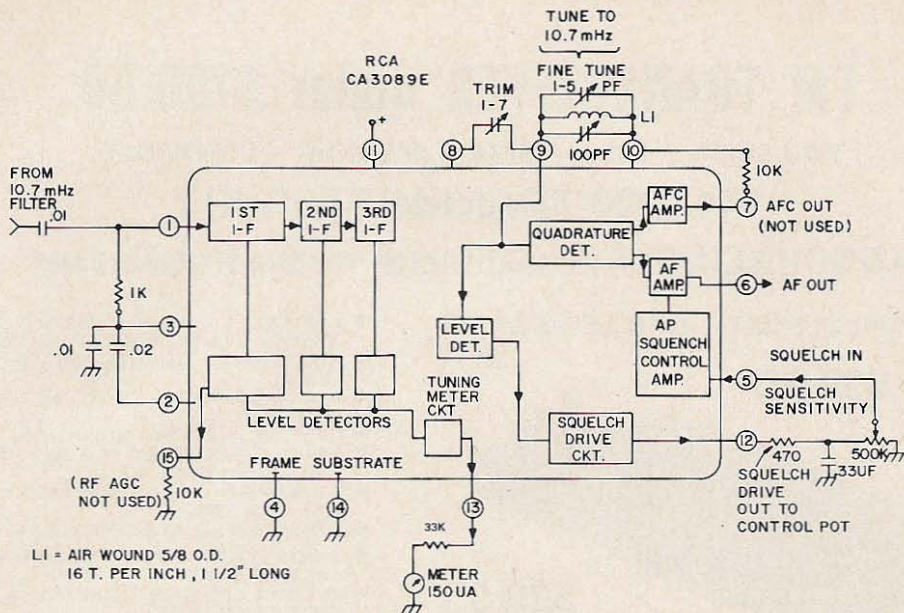 TUNE TO
10.7 mHz
RCA
CA3089E
TRIM
1-7
FINE TUNE
1-5 PF
L1
+
11
8
9
100PF
10
FROM
10.7 mHz
FILTER
.01
1
1ST
I-F
2ND
I-F
3RD
I-F
AFC
AMP.
10K
7
AFC OUT
(NOT USED)
QUADRATURE
DET.
AF
AMP.
6
AF OUT
1K
3
.01
.02
2
LEVEL
DET.
AP
SQUENCH
CONTROL
AMP.
5
SQUELCH IN
SQUELCH
SENSITIVITY
TUNING
METER
CKT
LEVEL DETECTORS
SQUELCH
DRIVE
CKT.
12
470
500K
33UF
15
(RF AGC
NOT USED)
10K
FRAME
SUBSTRATE
4
14
13
SQUELCH
DRIVE
OUT TO
CONTROL POT
33K
METER
150UA
L1 = AIR WOUND 5/8 O.D.
16 T. PER INCH, 1 1/2" LONG